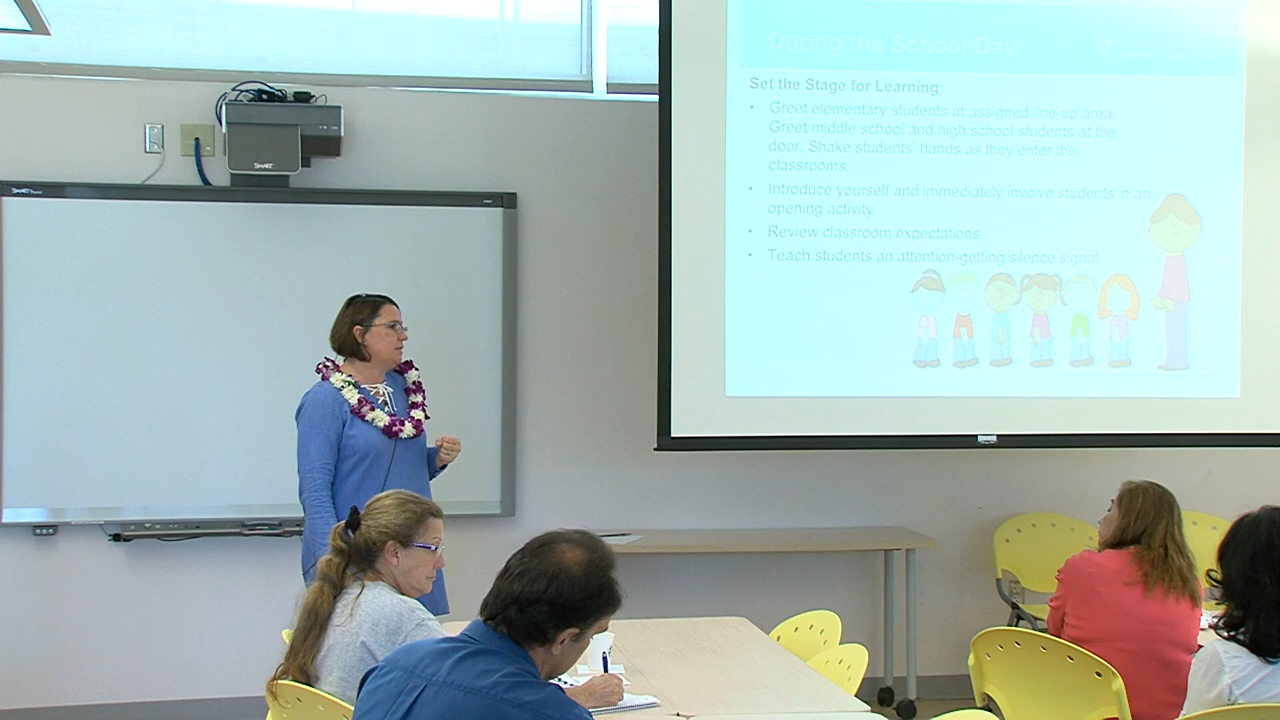 During the School Day
Set the Stage for Learning
• Greet elementary students at assigned line-up area.
Greet middle school and high school students at the
door. Shake students' hands as they enter the
classrooms.
• Introduce yourself and immediately involve students in an
opening activity.
• Review classroom expectations.
• Teach students an attention-getting/silence signal.
SMART